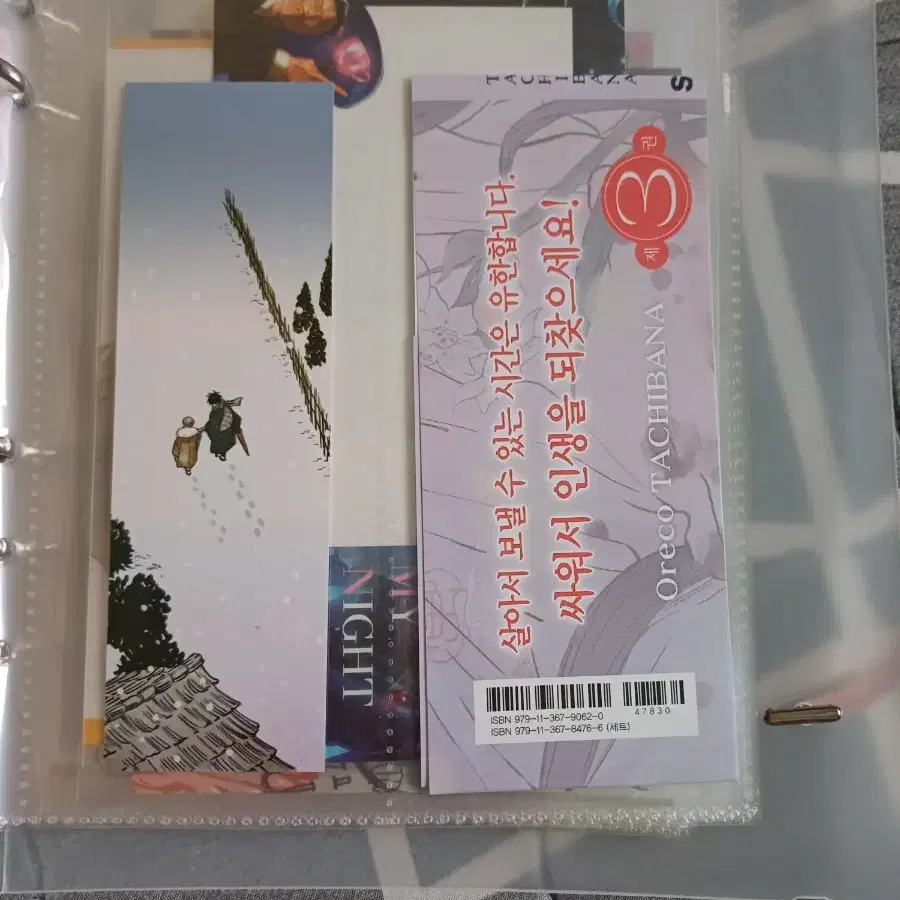 TACHIBANA
S
제
3
권
살아서 보낼 수 있는 시간은 유한합니다.
싸워서 인생을 되찾으세요!
Oreco TACHIBANA
MY
NIGHT
ISBN 979-11-367-9062-0
47830
ISBN 979-11-367-8476-6 (세트)